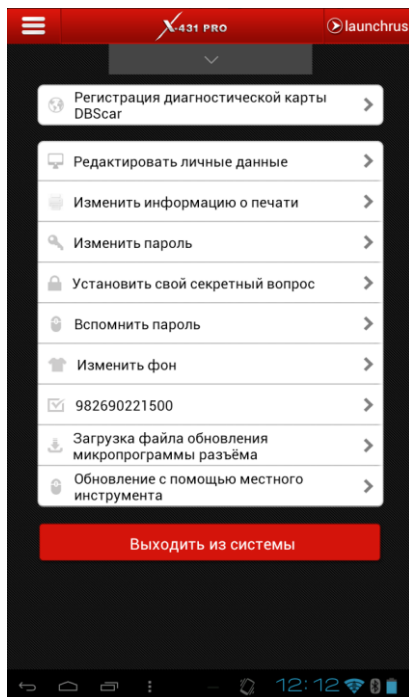 X-431 PRO
launchrus
Регистрация диагностической карты
DBScar
Редактировать личные данные
Изменить информацию о печати
Изменить пароль
Установить свой секретный вопрос
Вспомнить пароль
Изменить фон
982690221500
Загрузка файла обновления
микропрограммы разъёма
Обновление с помощью местного
инструмента
Выходить из системы
12:12